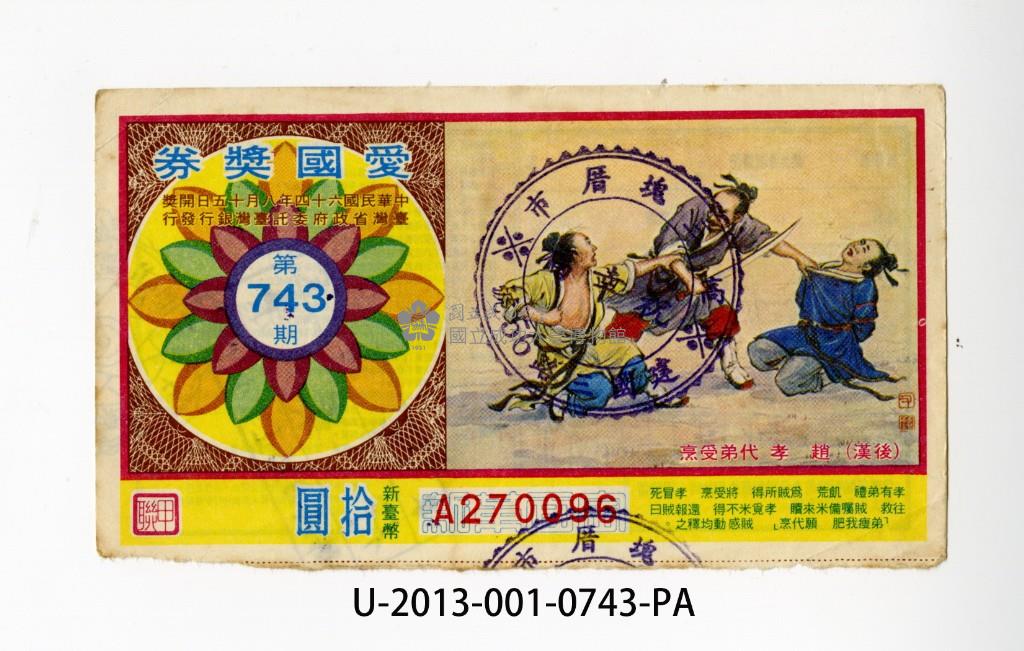 愛國獎券
中華民國六十四年八月十五日開獎
臺灣省政府委託臺灣銀行發行
第
743
期
1931
(後漢) 趙 孝 代弟受烹
甲聯
新臺幣
拾圓
A270096
孝有弟禮 飢荒 為賊所得 將受烹 孝冒死
往救 賊囑備米來贖 孝覓米不得 還報賊曰
「弟瘦我肥 願代烹」 賊感動均釋之
U-2013-001-0743-PA